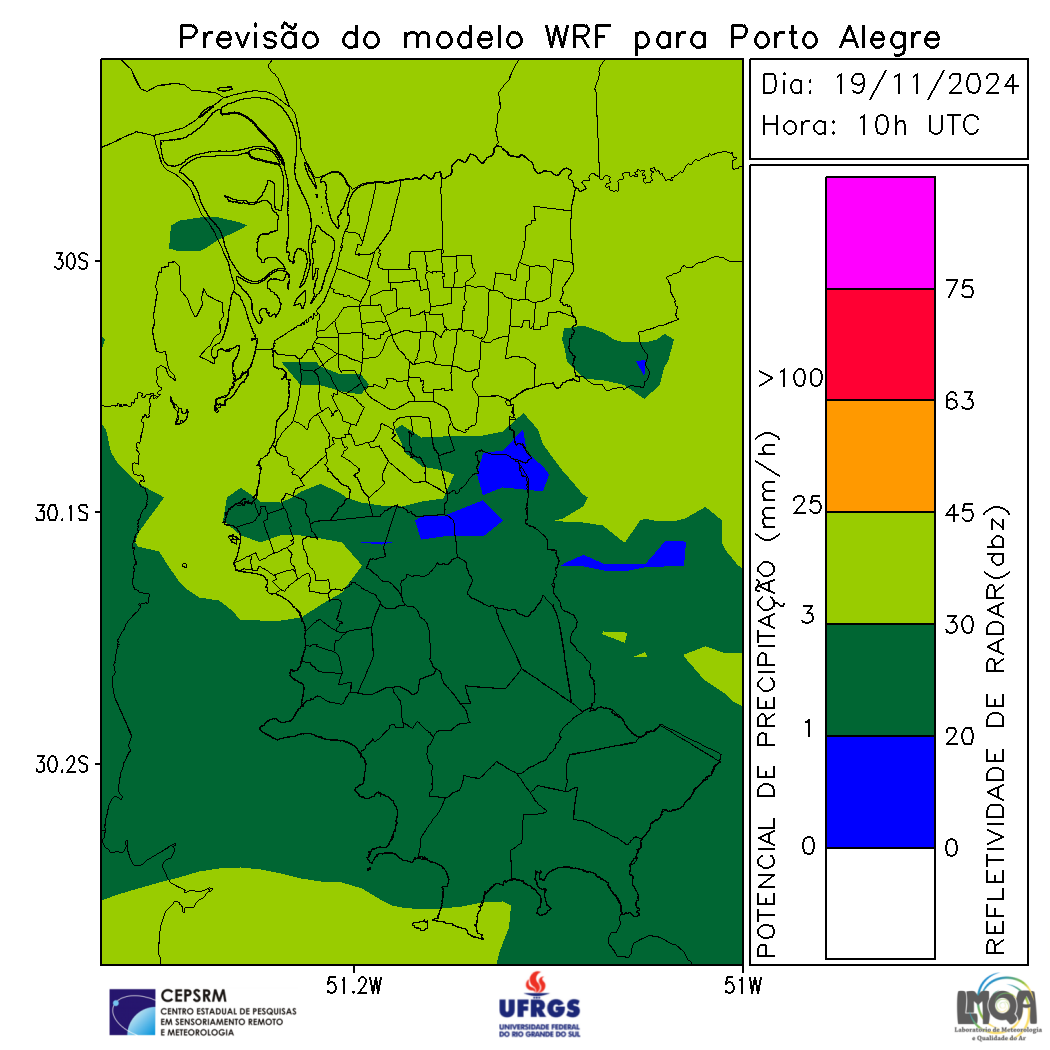 Previsão do modelo WRF para Porto Alegre
Dia: 19/11/2024
Hora: 10h UTC
30S
30.1S
30.2S
51.2W
51W
POTENCIAL DE PRECIPITAÇÃO (mm/h)
>100
25
3
1
0
75
63
45
30
20
0
REFLETIVIDADE DE RADAR(dbz)
CEPSRM
CENTRO ESTADUAL DE PESQUISAS
EM SENSORIAMENTO REMOTO
E METEOROLOGIA
UFRGS
UNIVERSIDADE FEDERAL
DO RIO GRANDE DO SUL
LMQA
Laboratório de Meteorologia
e Qualidade do Ar